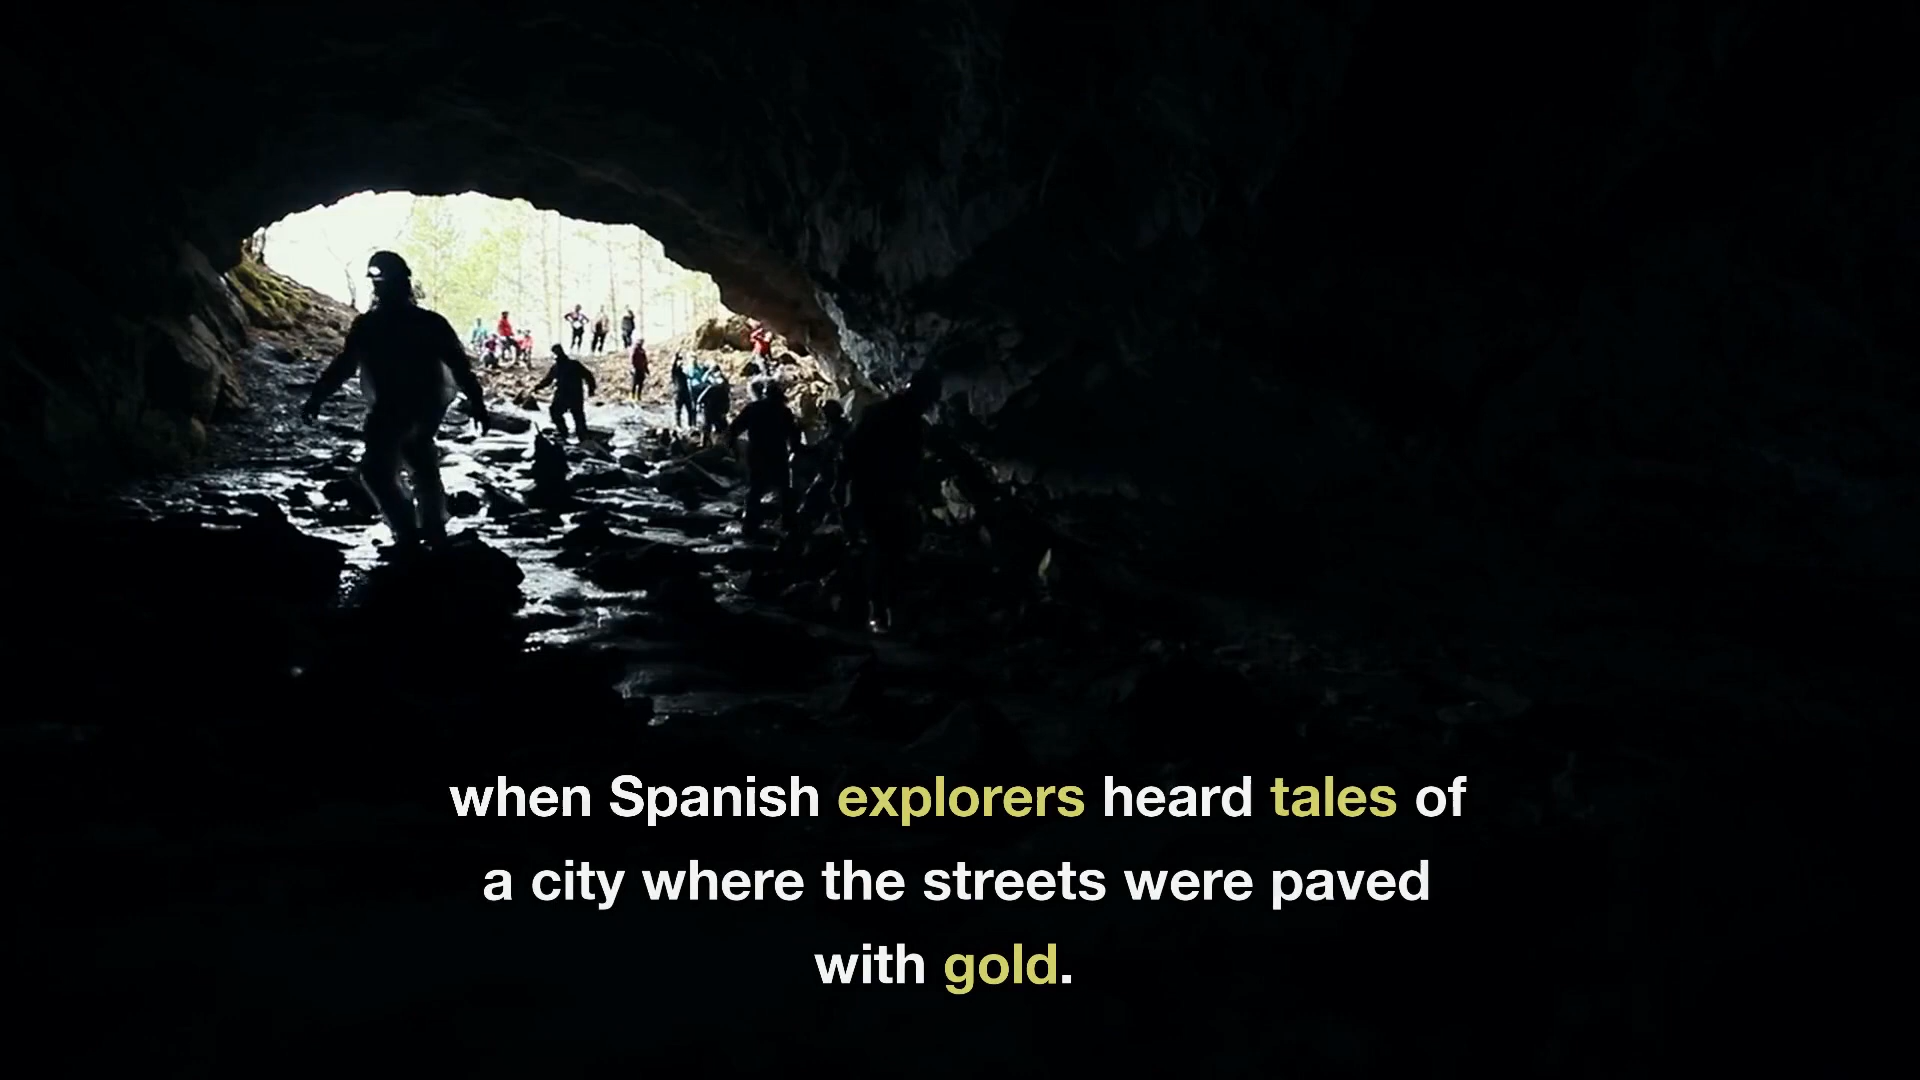 when Spanish explorers heard tales of
a city where the streets were paved
with gold.